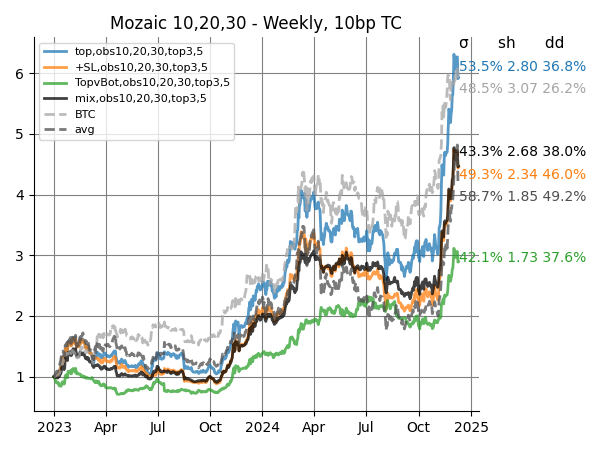 Mozaic 10,20,30 - Weekly, 10bp TC
σ sh dd
top,obs10,20,30,top3,5
+SL,obs10,20,30,top3,5
TopvBot,obs10,20,30,top3,5
mix,obs10,20,30,top3,5
BTC
avg
53.5% 2.80 36.8%
48.5% 3.07 26.2%
43.3% 2.68 38.0%
49.3% 2.34 46.0%
58.7% 1.85 49.2%
42.1% 1.73 37.6%
6
5
4
3
2
1
2023 Apr Jul Oct 2024 Apr Jul Oct 2025